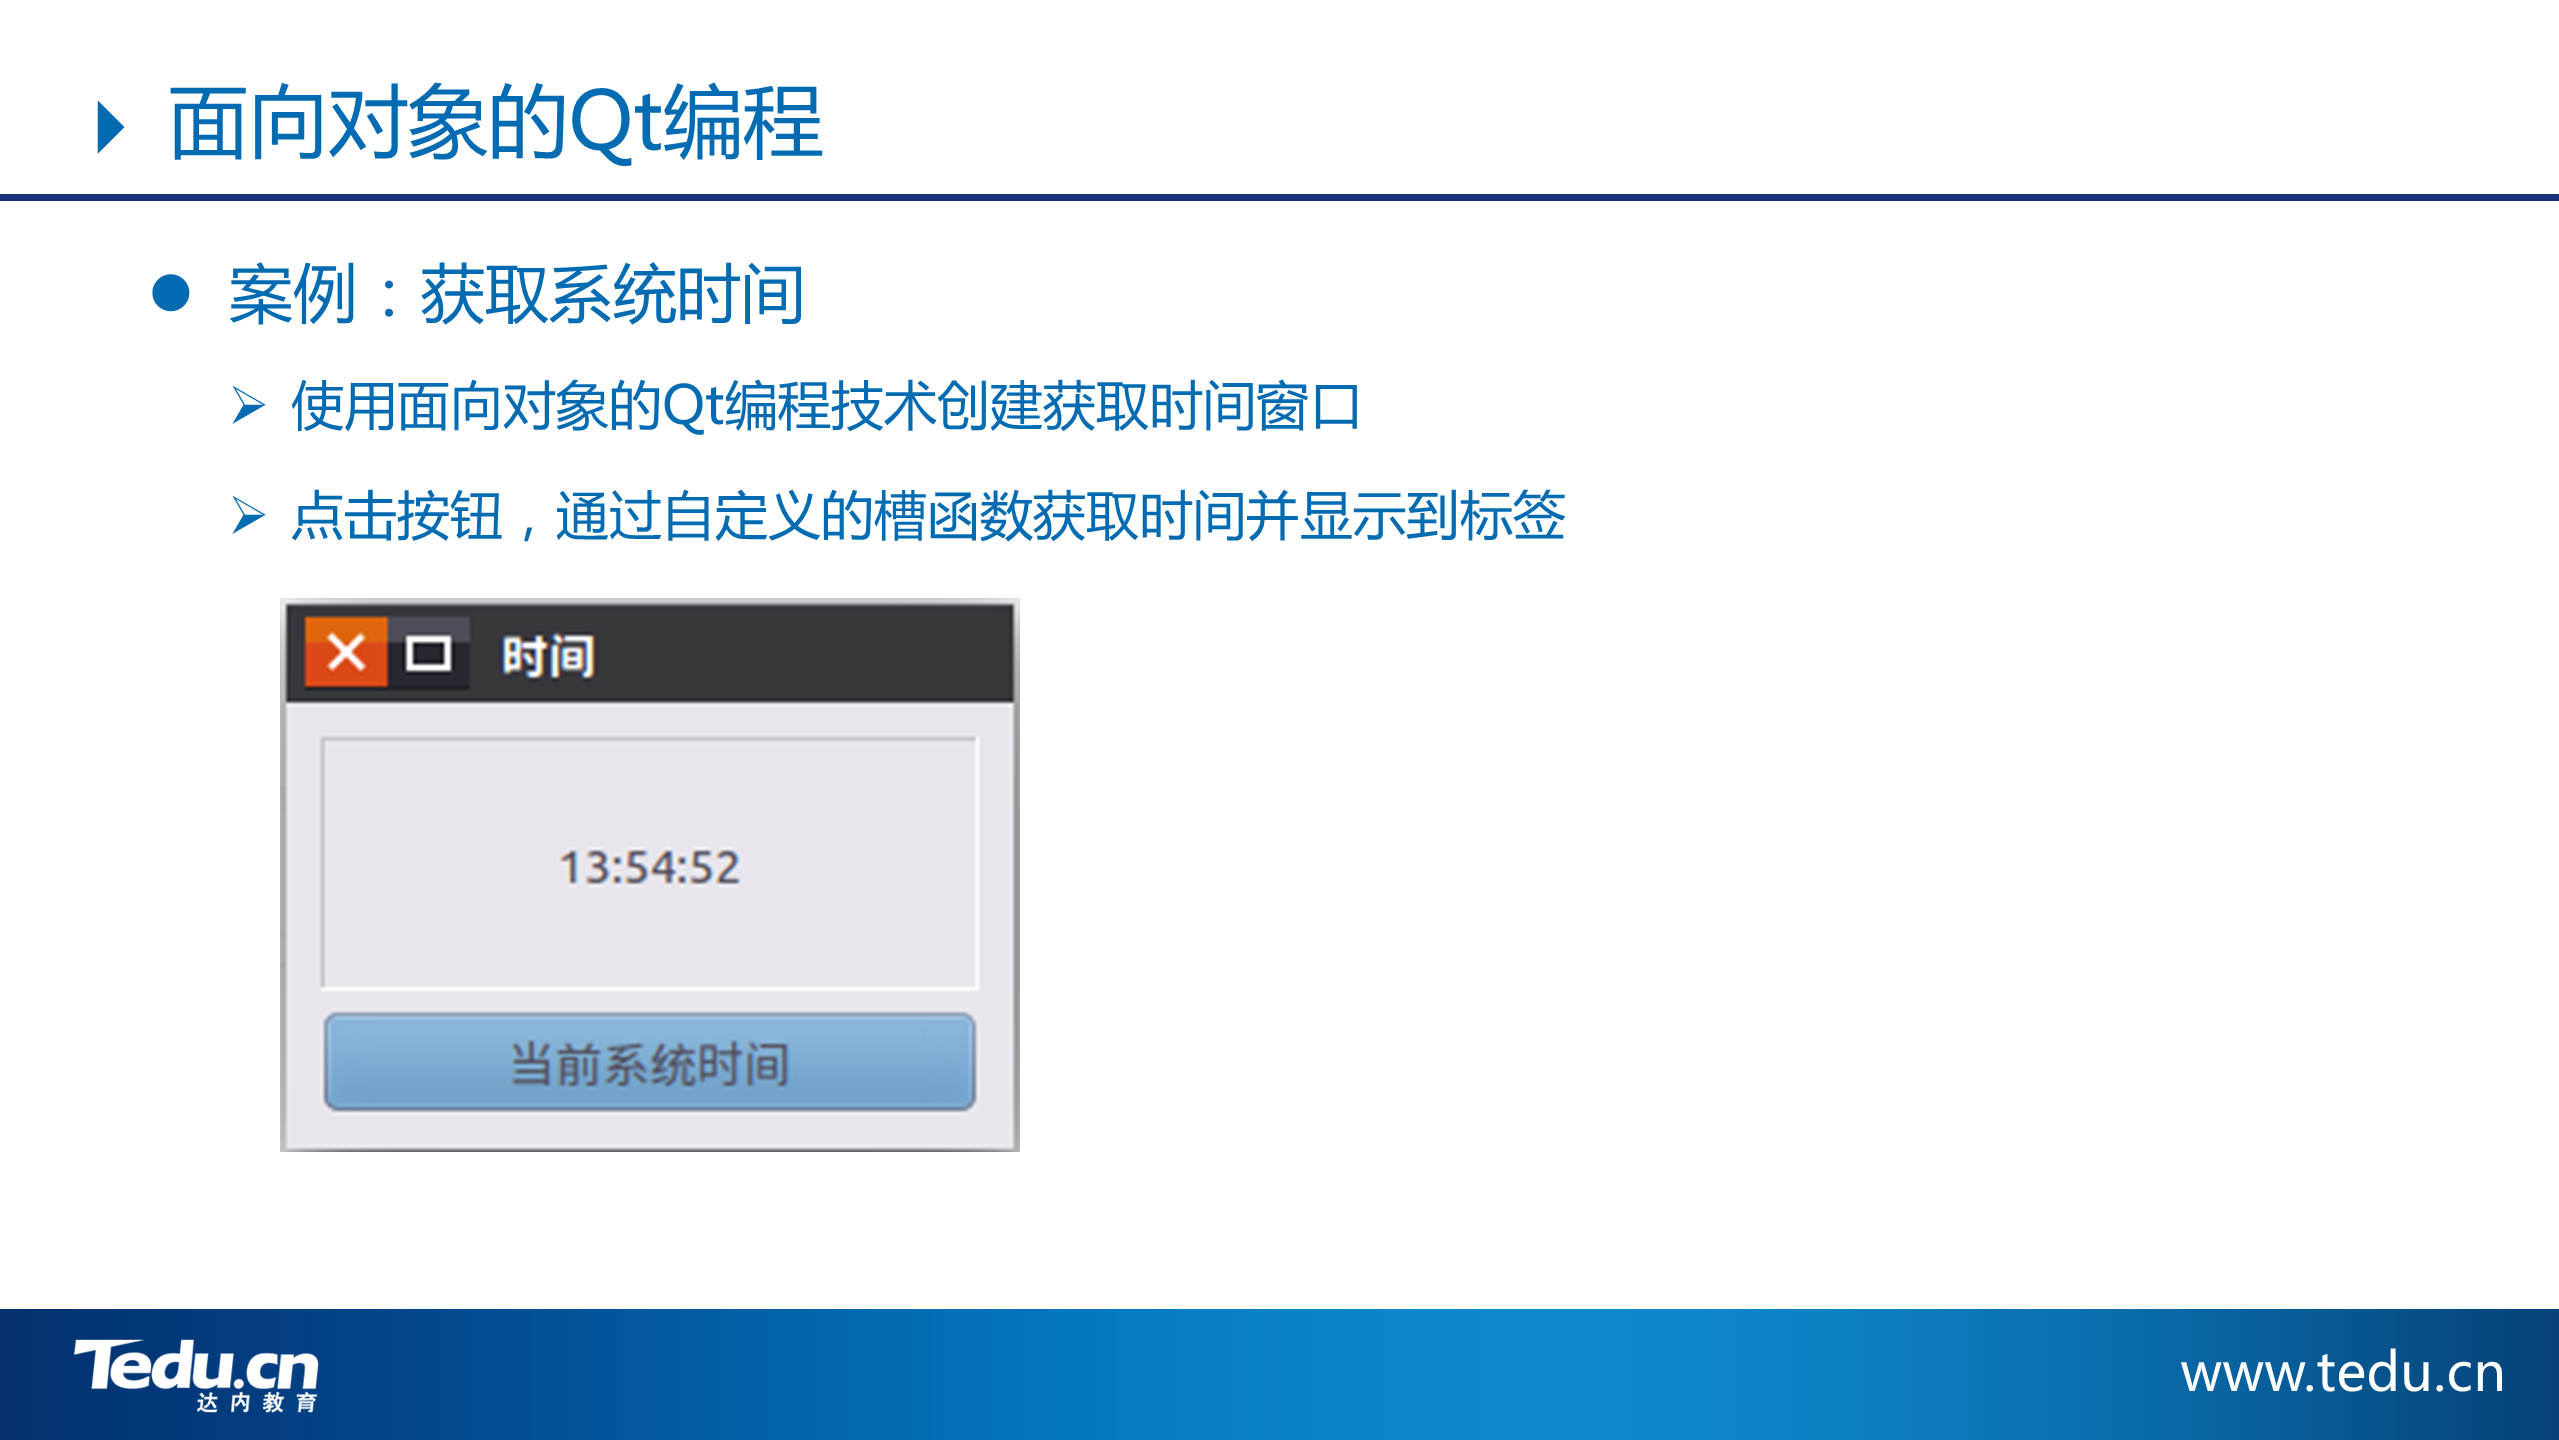 面向对象的Qt编程
案例：获取系统时间
使用面向对象的Qt编程技术创建获取时间窗口
点击按钮，通过自定义的槽函数获取时间并显示到标签
时间
13:54:52
当前系统时间
Tedu.cn
达内教育
www.tedu.cn